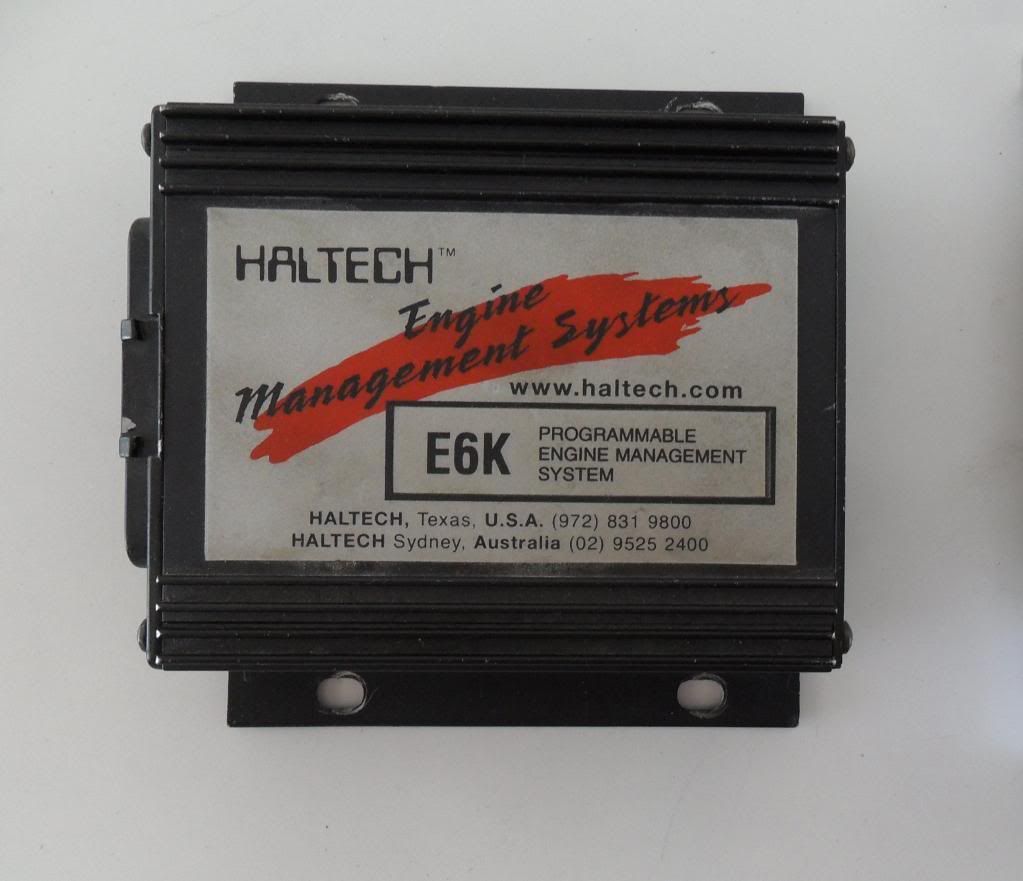 HALTECH™
Engine
Management Systems
www.haltech.com
E6K
PROGRAMMABLE
ENGINE MANAGEMENT
SYSTEM
HALTECH, Texas, U.S.A. (972) 831 9800
HALTECH Sydney, Australia (02) 9525 2400